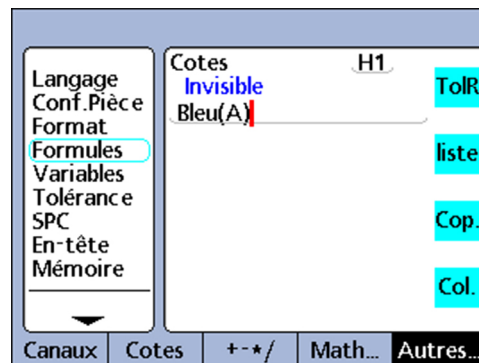 Langage
Conf.Pièce
Format
Formules
Variables
Tolérance
SPC
En-tête
Mémoire
Cotes H1
Invisible
Bleu(A)
TolR
liste
Cop.
Col.
Canaux Cotes +-*/ Math... Autres...